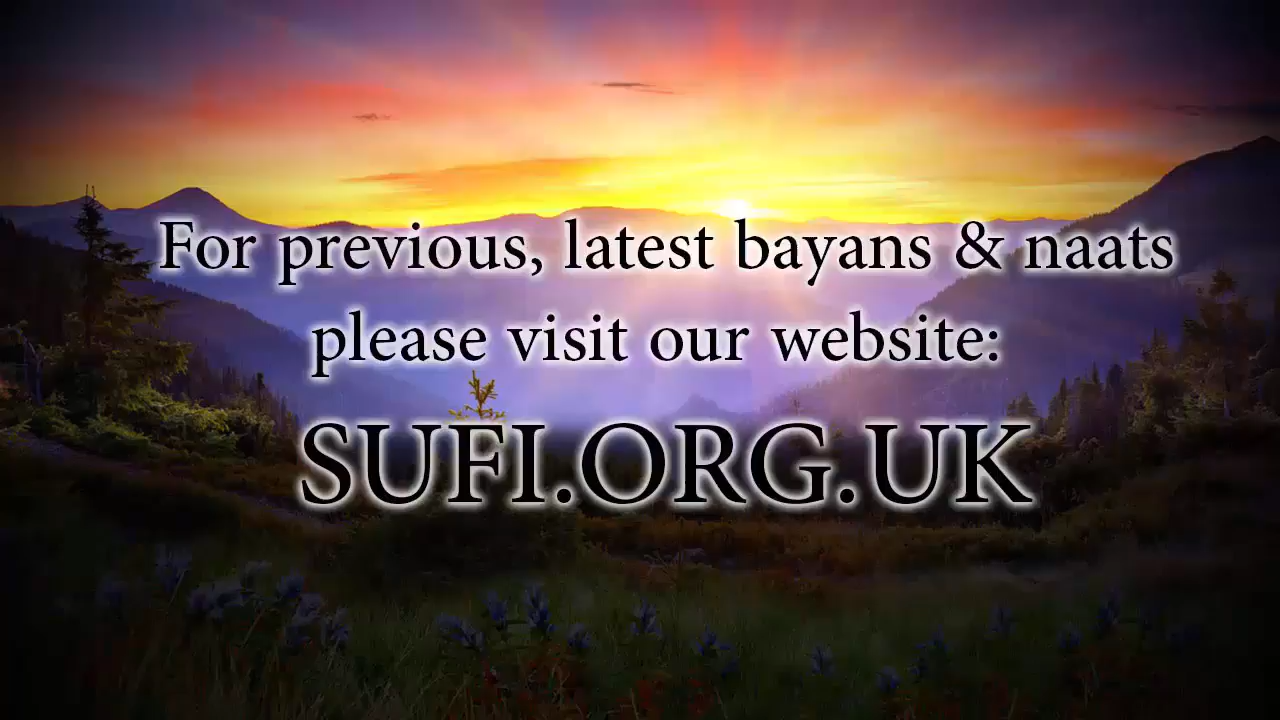 For previous, latest bayans & naats
please visit our website:
SUFI.ORG.UK